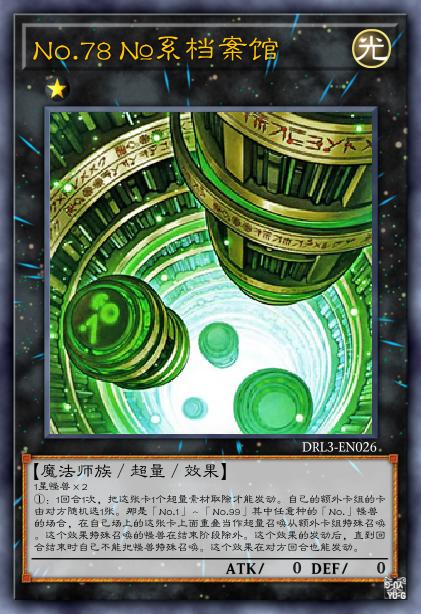 No.78 No系档案馆
光
78
DRL3-EN026
【魔法师族/超量/效果】
1星怪兽×2
①：1回合1次，把这张卡1个超量素材取除才能发动。自己的额外卡组的卡
由对方随机选1张，那是「No.1」~「No.99」其中任意种的「No.」怪兽
的场合，在自己场上的这张卡上面重叠当作超量召唤从额外卡组特殊召唤
。这个效果特殊召唤的怪兽在结束阶段除外。这个效果的发动后，直到回
合结束时自己不能把怪兽特殊召唤。这个效果在对方回合也能发动。
ATK/ 0 DEF/ 0